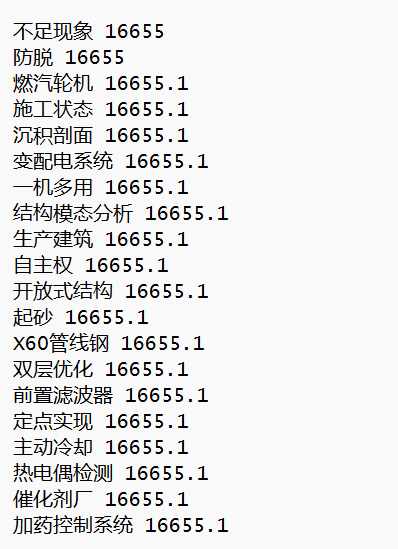 不足现象 16655
防脱 16655
燃汽轮机 16655.1
施工状态 16655.1
沉积剖面 16655.1
变配电系统 16655.1
一机多用 16655.1
结构模态分析 16655.1
生产建筑 16655.1
自主权 16655.1
开放式结构 16655.1
起砂 16655.1
X60管线钢 16655.1
双层优化 16655.1
前置滤波器 16655.1
定点实现 16655.1
主动冷却 16655.1
热电偶检测 16655.1
催化剂厂 16655.1
加药控制系统 16655.1